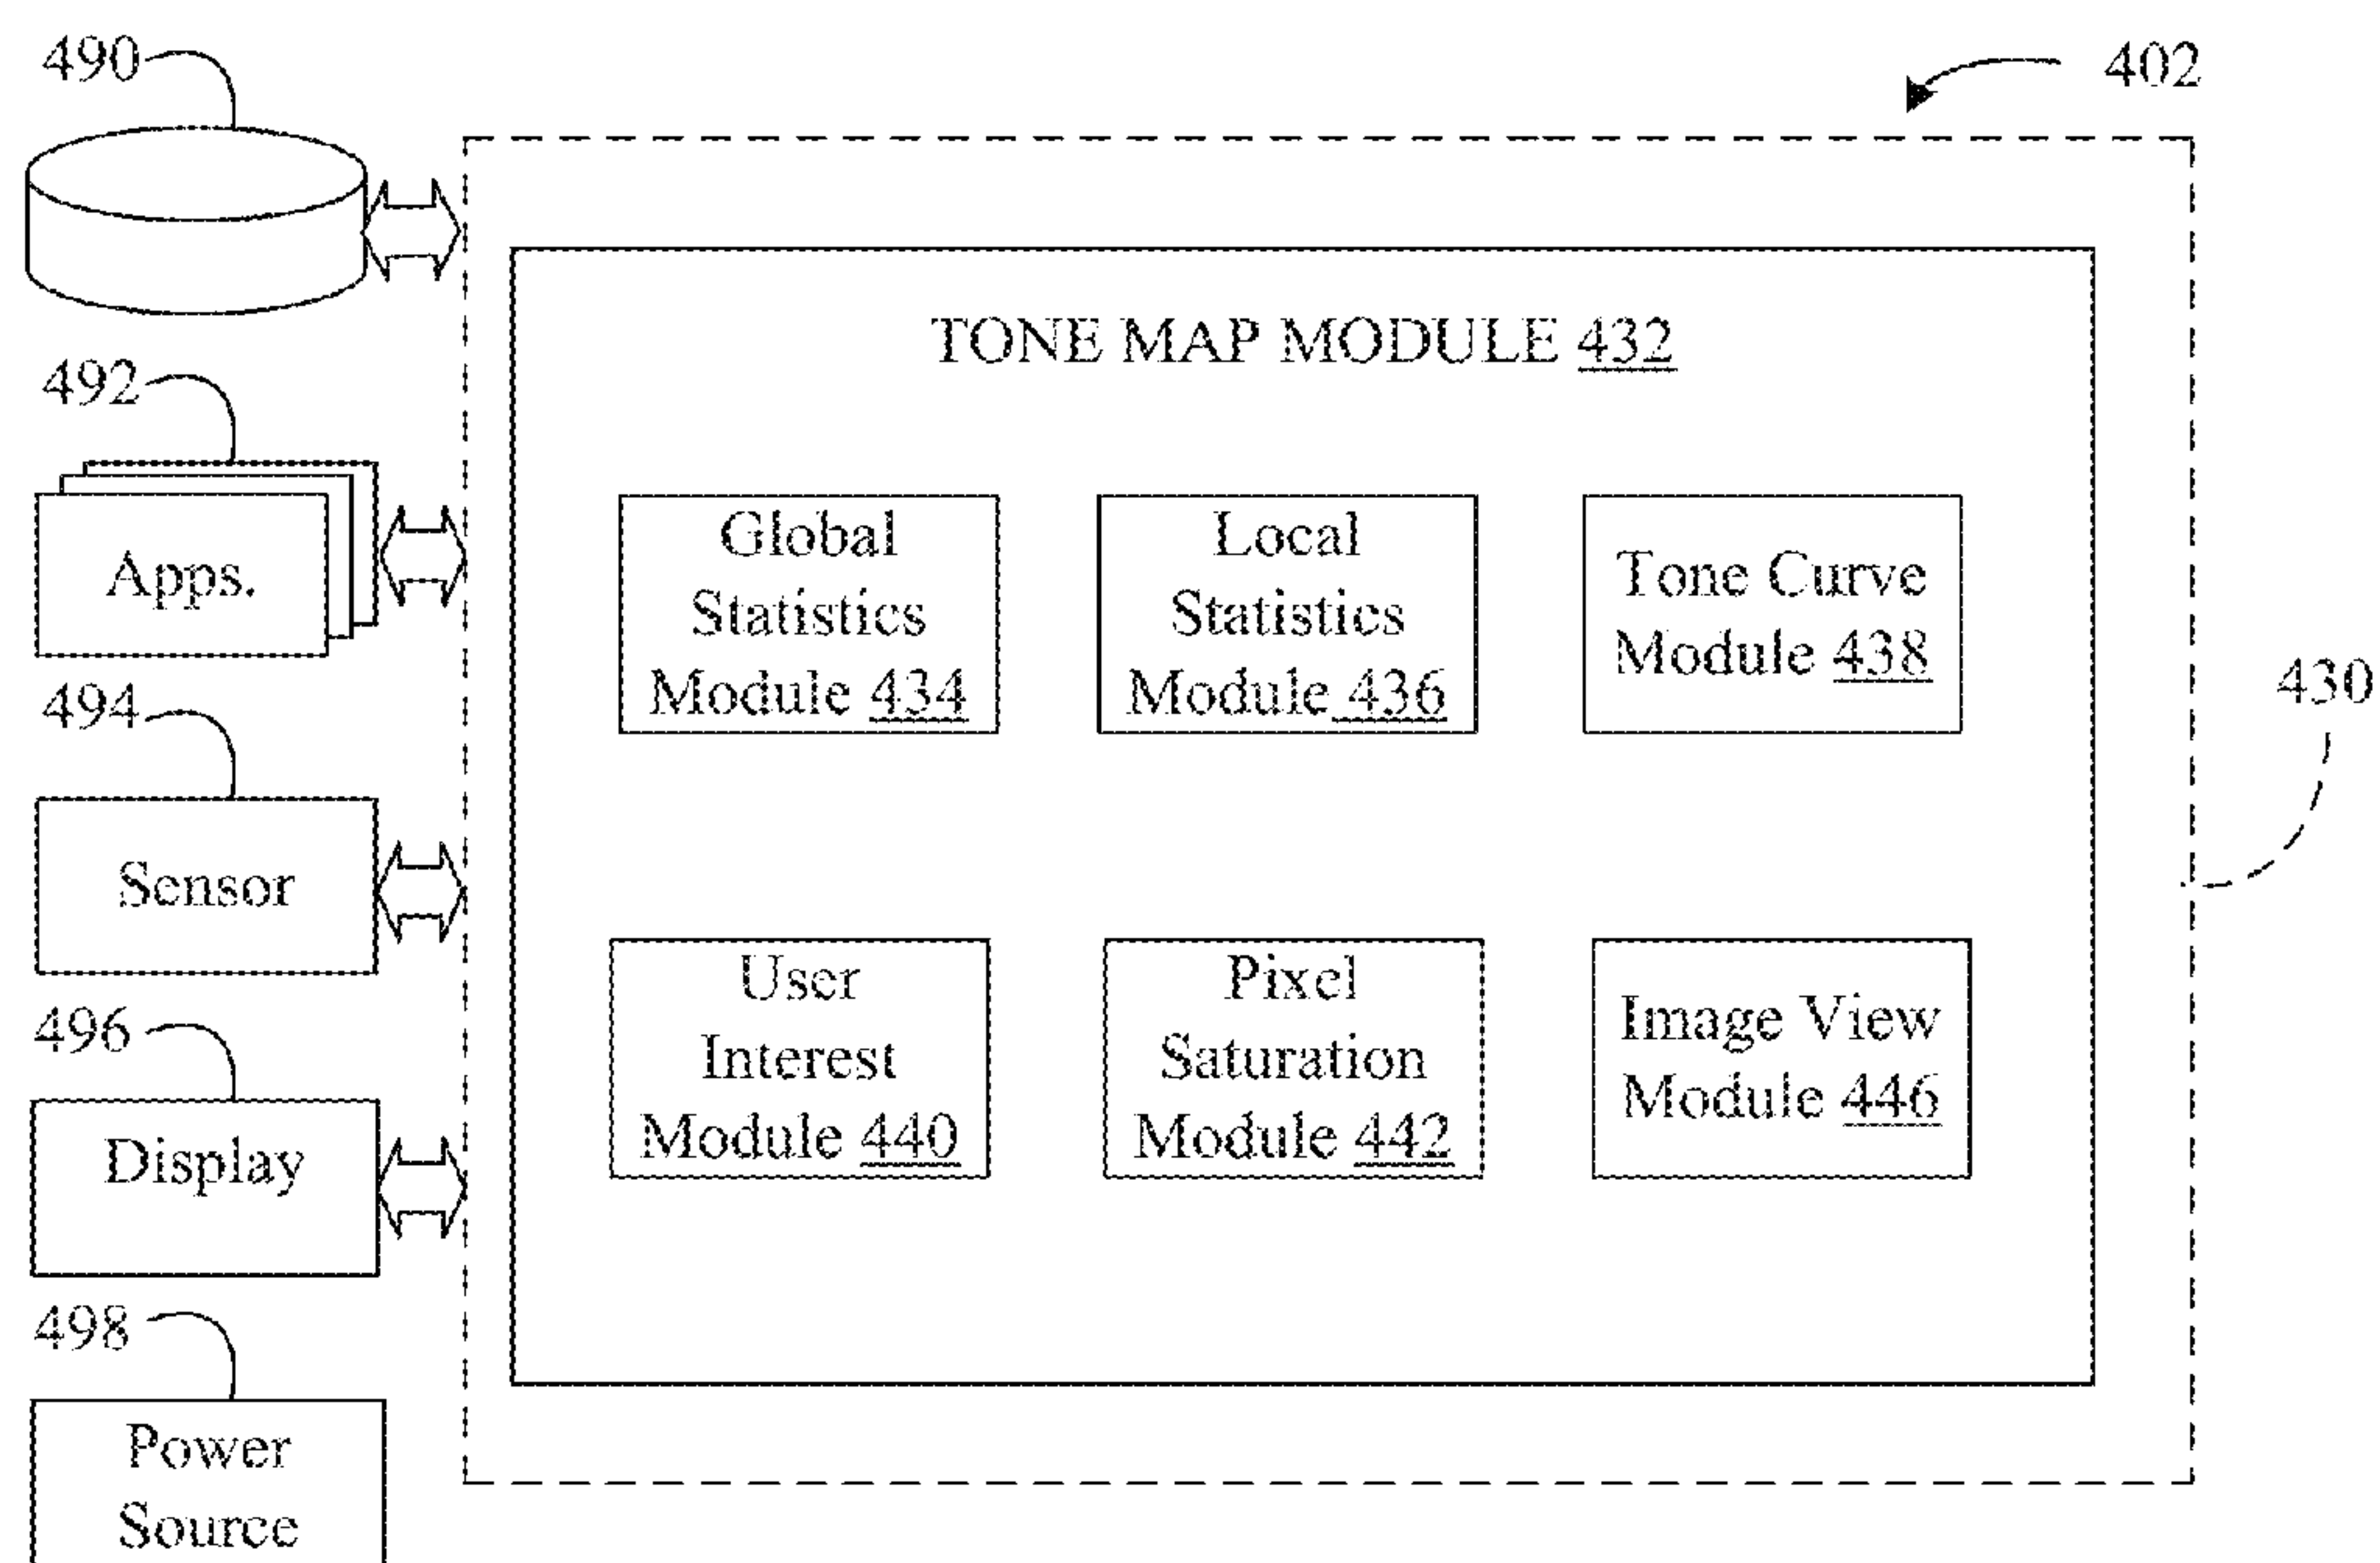 490
402
TONE MAP MODULE 432
492
Apps.
Global
Statistics
Module 434
Local
Statistics
Module 436
Tone Curve
Module 438
430
494
Sensor
User
Interest
Module 440
Pixel
Saturation
Module 442
Image View
Module 446
496
Display
498
Power
Source